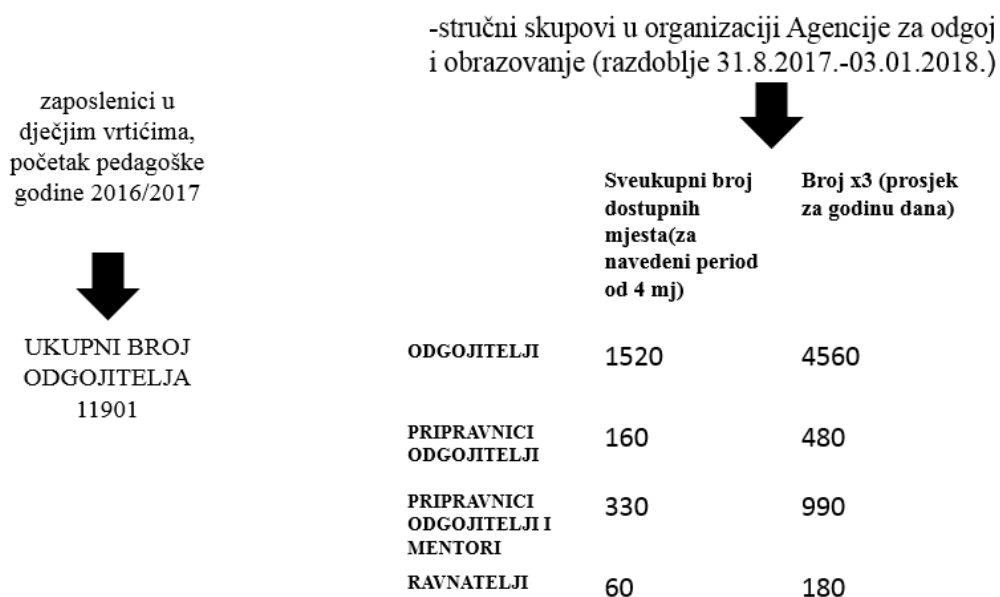 -stručni skupovi u organizaciji Agencije za odgoj
i obrazovanje (razdoblje 31.8.2017.-03.01.2018.)
zaposlenici u
dječjim vrtićima,
početak pedagoške
godine 2016/2017
UKUPNI BROJ
ODGOJITELJA
11901
Sveukupni broj
dostupnih
mjesta(za
navedeni period
od 4 mj)
Broj x3 (prosjek
za godinu dana)
ODGOJITELJI
1520
4560
PRIPRAVNICI
ODGOJITELJI
160
480
PRIPRAVNICI
ODGOJITELJI I
MENTORI
330
990
RAVNATELJI
60
180